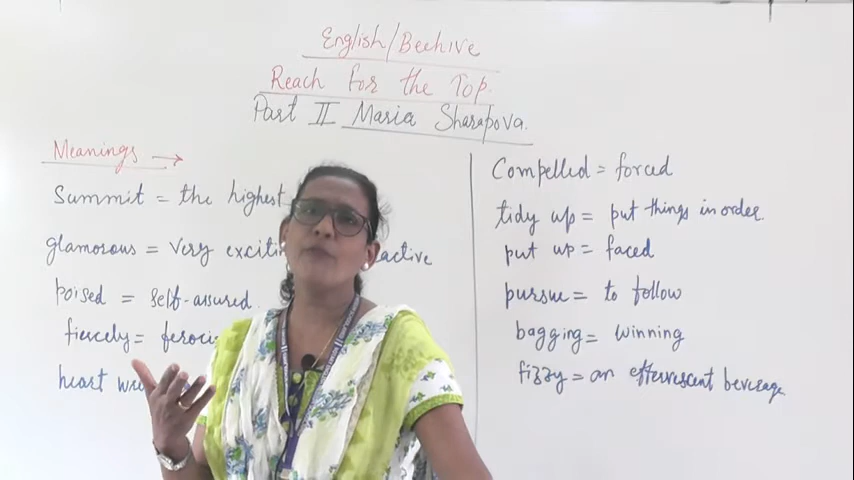 English/Beehive
Reach for the Top.
Part II Maria Sharapova.
Meanings →
Summit = the highest
glamorous = very active
poised = self-assured.
fiercely =
heart
Compelled = forced
tidy up = put things in order.
put up = faced
pursue = to follow
bagging = winning
fizzy = an effervescent beverage